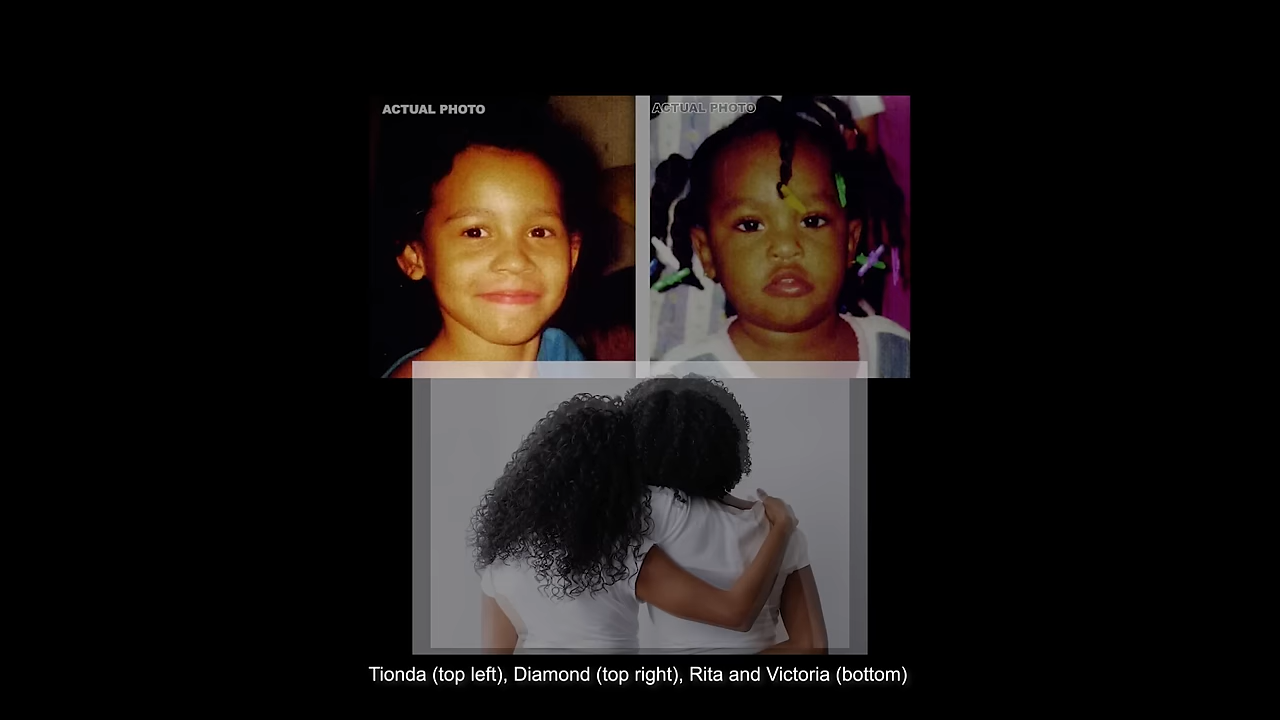 ACTUAL PHOTO
ACTUAL PHOTO
Tionda (top left), Diamond (top right), Rita and Victoria (bottom)